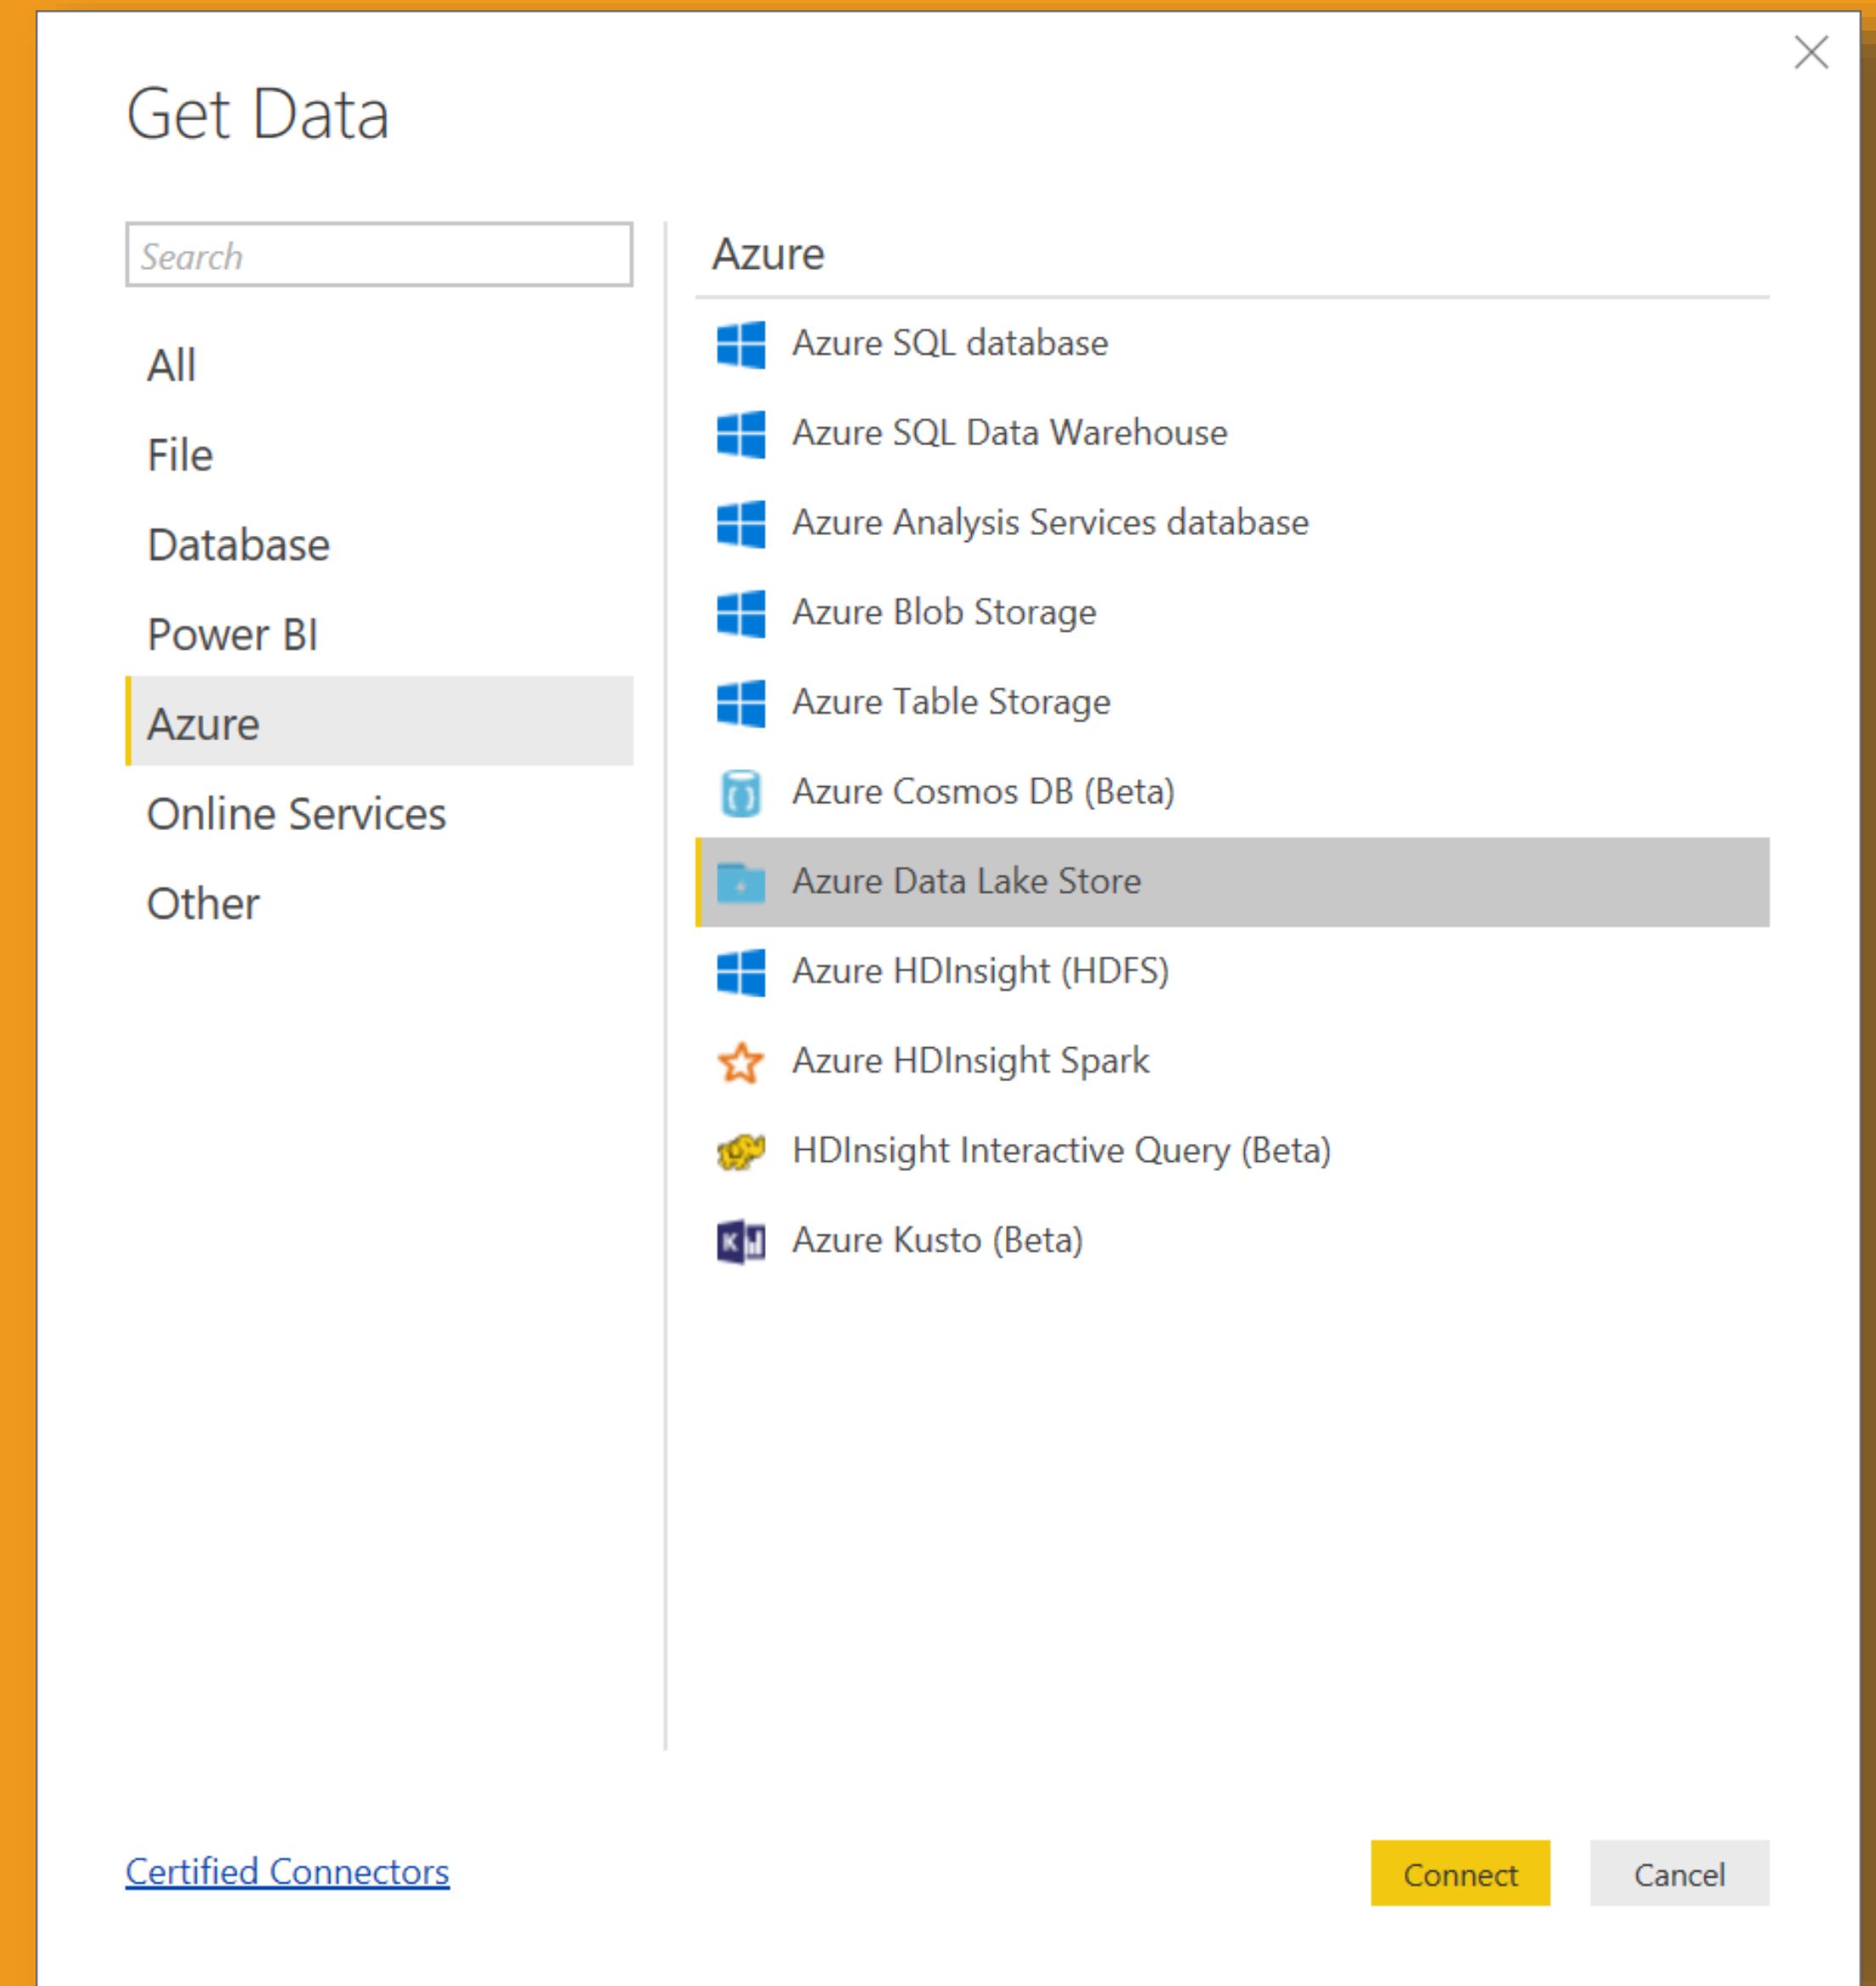 Get Data
Search
All
File
Database
Power BI
Azure
Online Services
Other
Azure
Azure SQL database
Azure SQL Data Warehouse
Azure Analysis Services database
Azure Blob Storage
Azure Table Storage
Azure Cosmos DB (Beta)
Azure Data Lake Store
Azure HDInsight (HDFS)
Azure HDInsight Spark
HDInsight Interactive Query (Beta)
K
Azure Kusto (Beta)
Certified Connectors
Connect
Cancel